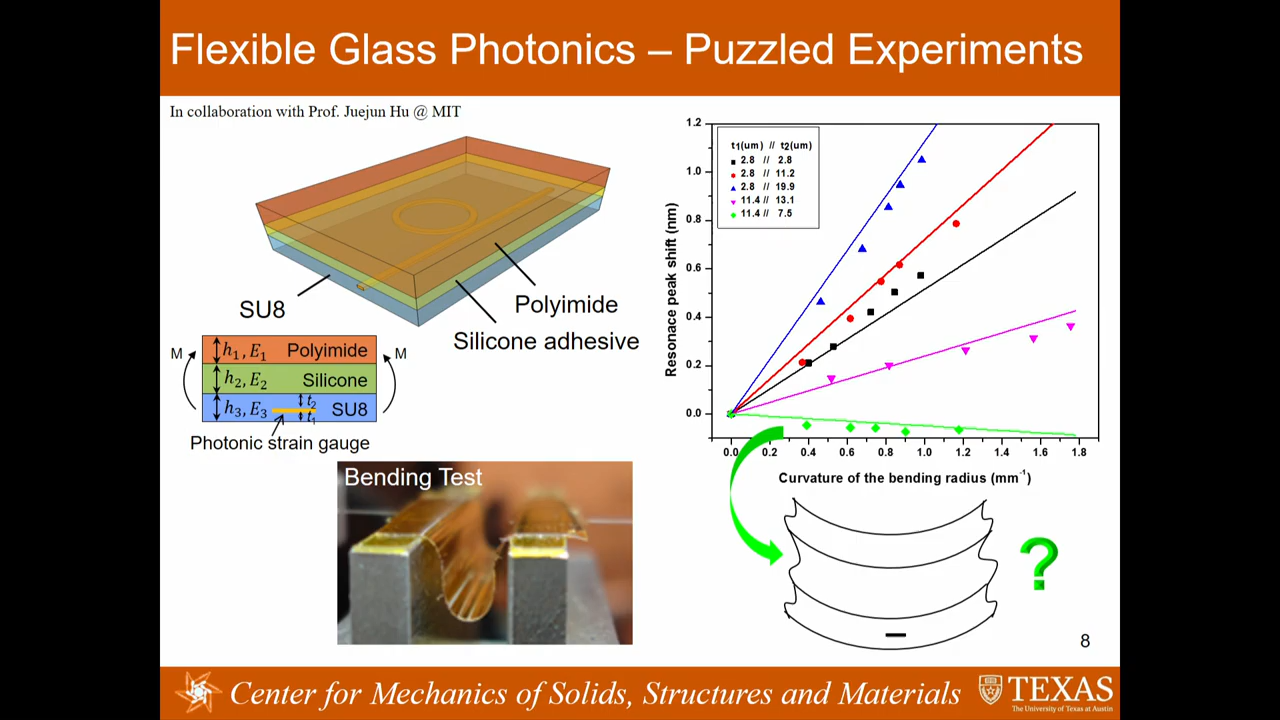 Flexible Glass Photonics – Puzzled Experiments
In collaboration with Prof. Juejun Hu @ MIT
SU8
Polyimide
Silicone adhesive
M
h₁, E₁ Polyimide
M
h₂, E₂ Silicone
h₃, E₃ t₂ t₁ SU8
Photonic strain gauge
Bending Test
Resonace peak shift (nm)
1.2
1.0
0.8
0.6
0.4
0.2
0.0
t₁(um) // t₂(um)
2.8 // 2.8
2.8 // 11.2
2.8 // 19.9
11.4 // 13.1
11.4 // 7.5
0.0 0.2 0.4 0.6 0.8 1.0 1.2 1.4 1.6 1.8
Curvature of the bending radius (mm⁻¹)
?
8
Center for Mechanics of Solids, Structures and Materials
TEXAS
The University of Texas at Austin